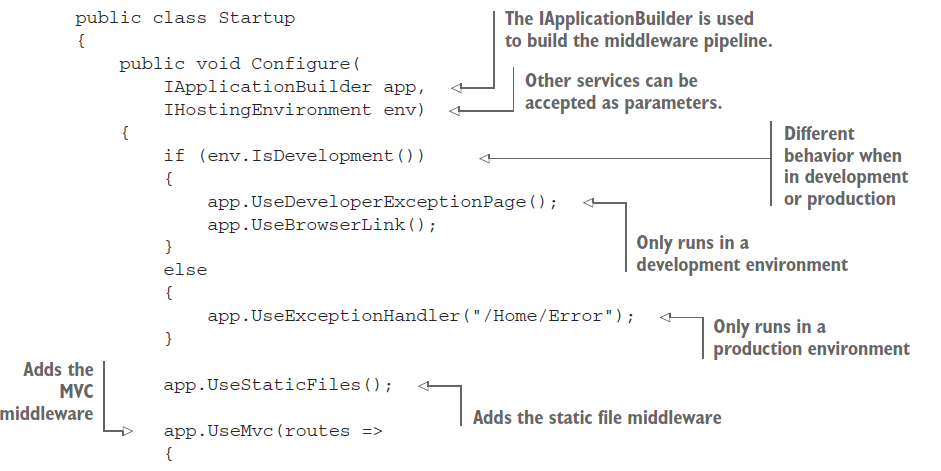 public class Startup
{
public void Configure(
IApplicationBuilder app,
IHostingEnvironment env)
{
if (env.IsDevelopment())
{
app.UseDeveloperExceptionPage();
app.UseBrowserLink();
}
else
{
app.UseExceptionHandler("/Home/Error");
}
app.UseStaticFiles();
app.UseMvc(routes =>
{
The IApplicationBuilder is used
to build the middleware pipeline.
Other services can be
accepted as parameters.
Different
behavior when
in development
or production
Only runs in a
development environment
Only runs in a
production environment
Adds the
MVC
middleware
Adds the static file middleware